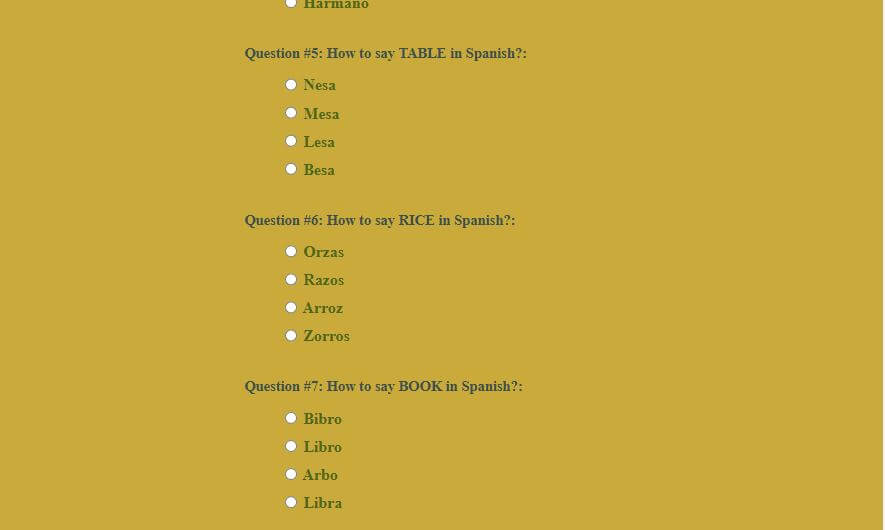 Harmano
Question #5: How to say TABLE in Spanish?:
Nesa
Mesa
Lesa
Besa
Question #6: How to say RICE in Spanish?:
Orzas
Razos
Arroz
Zorros
Question #7: How to say BOOK in Spanish?:
Bibro
Libro
Arbo
Libra